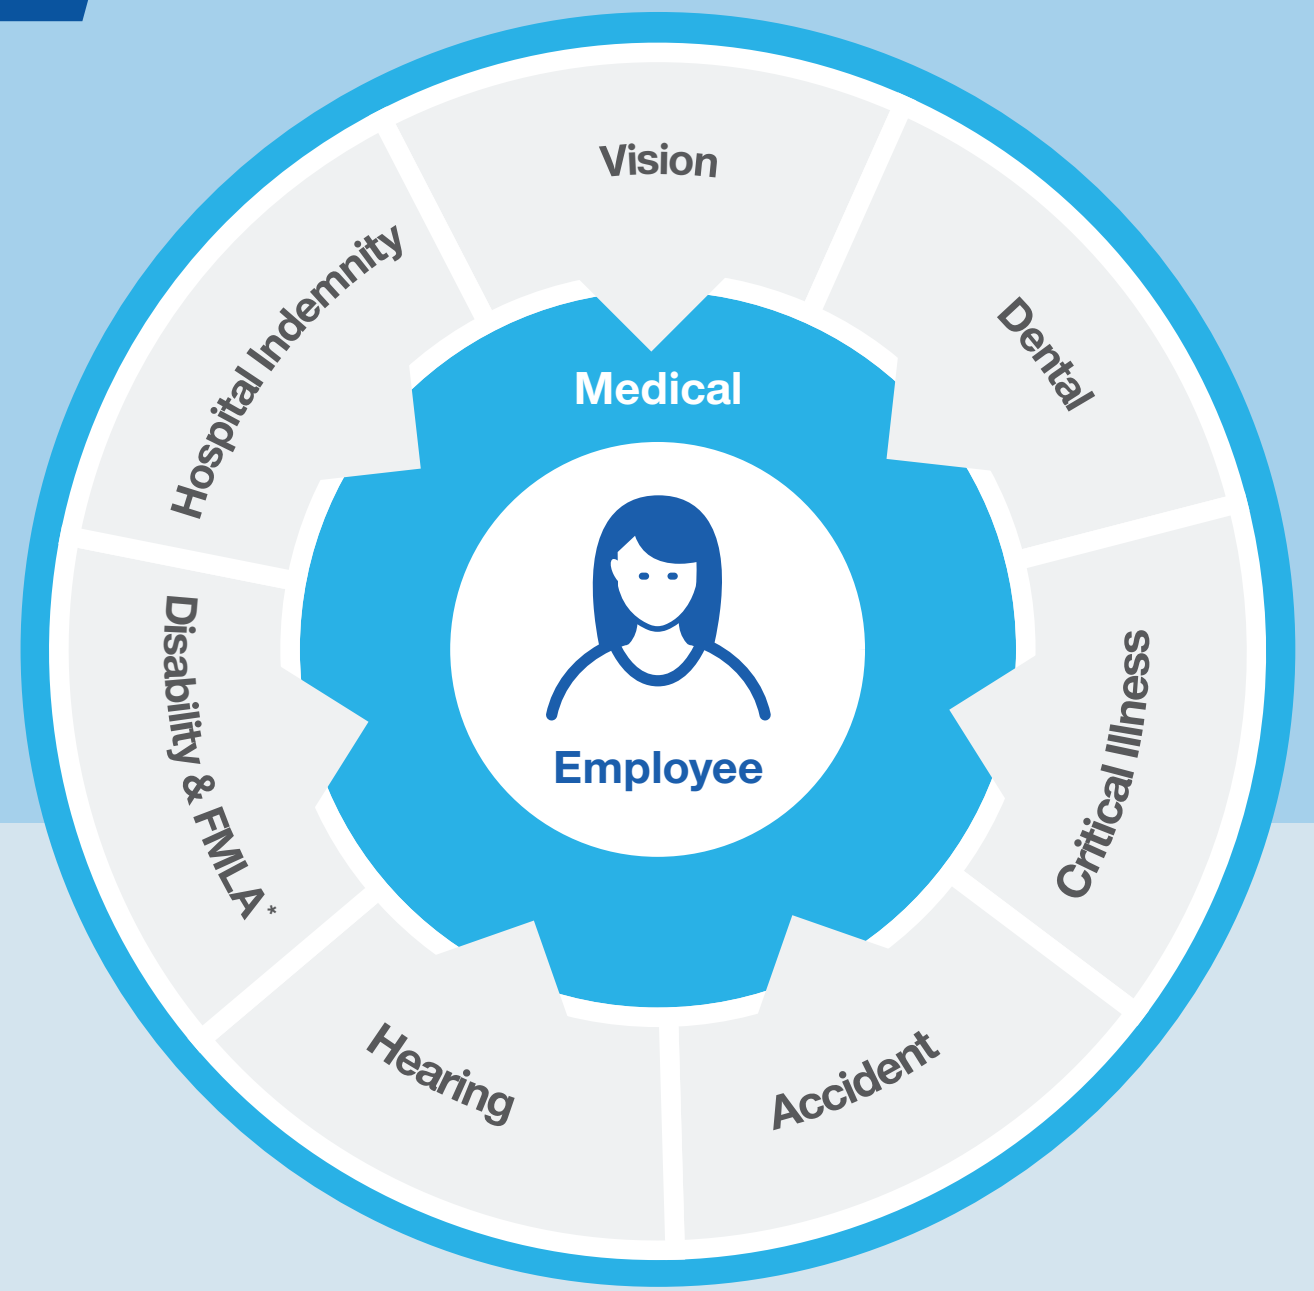 Vision
Dental
Critical Illness
Accident
Hearing
Disability & FMLA*
Hospital Indemnity
Medical
Employee